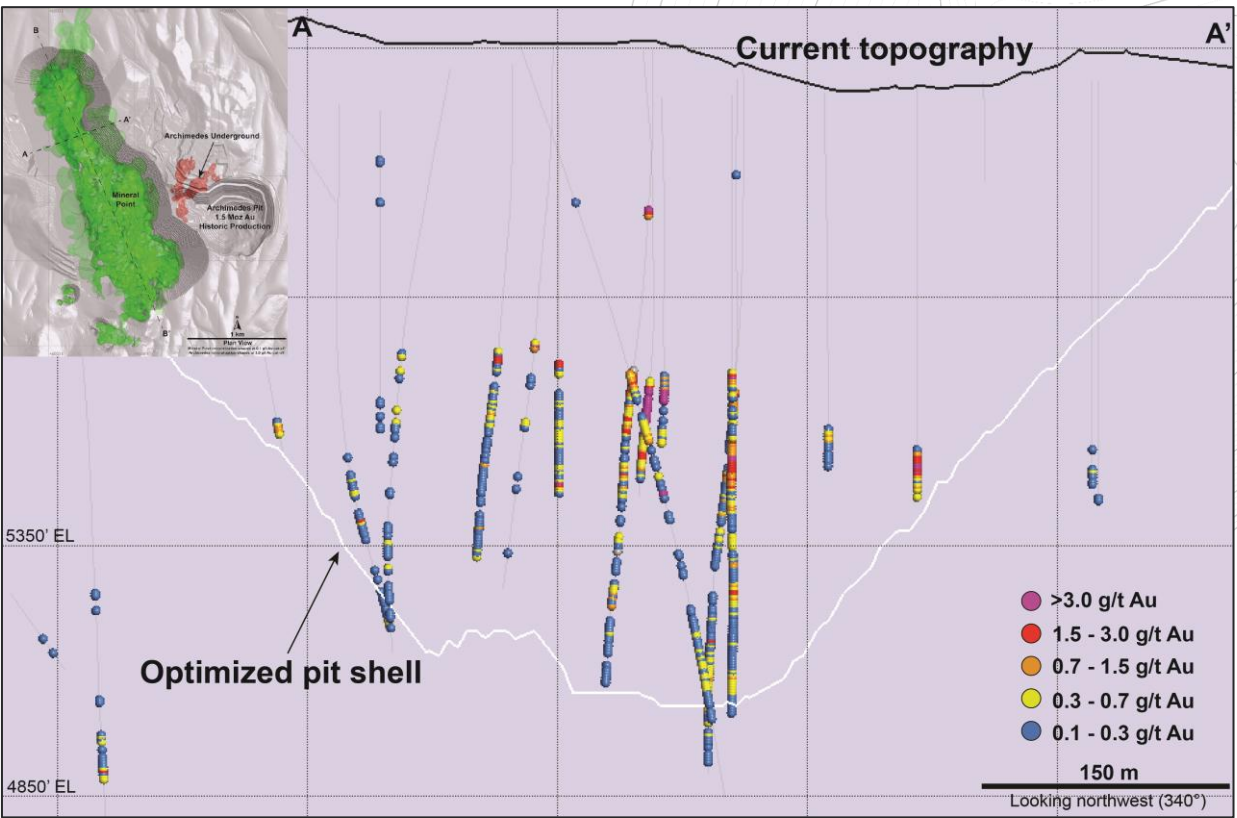 A
A'
Current topography
B
A'
A
Archimedes Underground
Mineral
Point
Archimedes Pit
1.5 Moz Au
Historic Production
B'
1 km
Plan View
5350' EL
Optimized pit shell
>3.0 g/t Au
1.5 - 3.0 g/t Au
0.7 - 1.5 g/t Au
0.3 - 0.7 g/t Au
0.1 - 0.3 g/t Au
4850' EL
150 m
Looking northwest (340°)